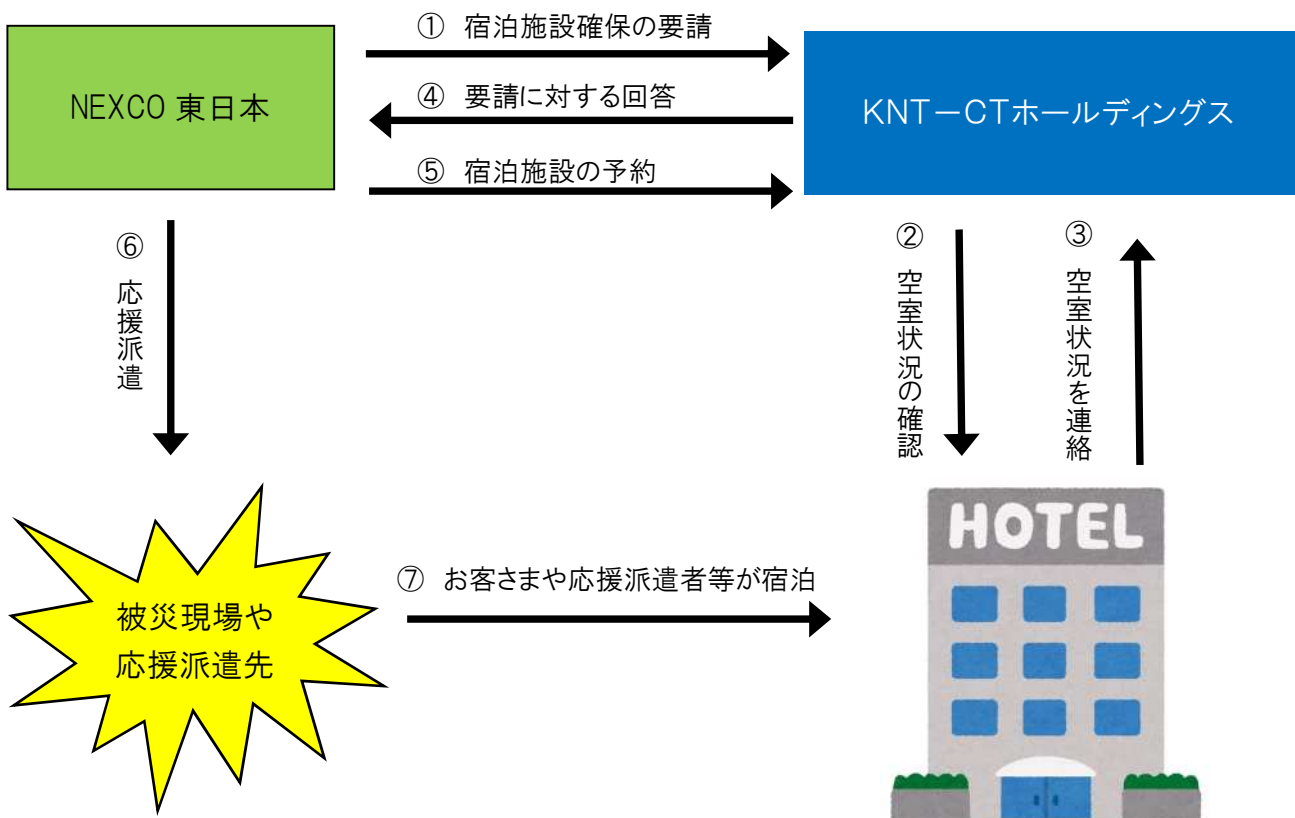 ① 宿泊施設確保の要請
NEXCO 東日本
④ 要請に対する回答
KNT－CTホールディングス
⑤ 宿泊施設の予約
⑥ 応援派遣
② 空室状況の確認
③ 空室状況を連絡
HOTEL
⑦ お客さまや応援派遣者等が宿泊
被災現場や
応援派遣先